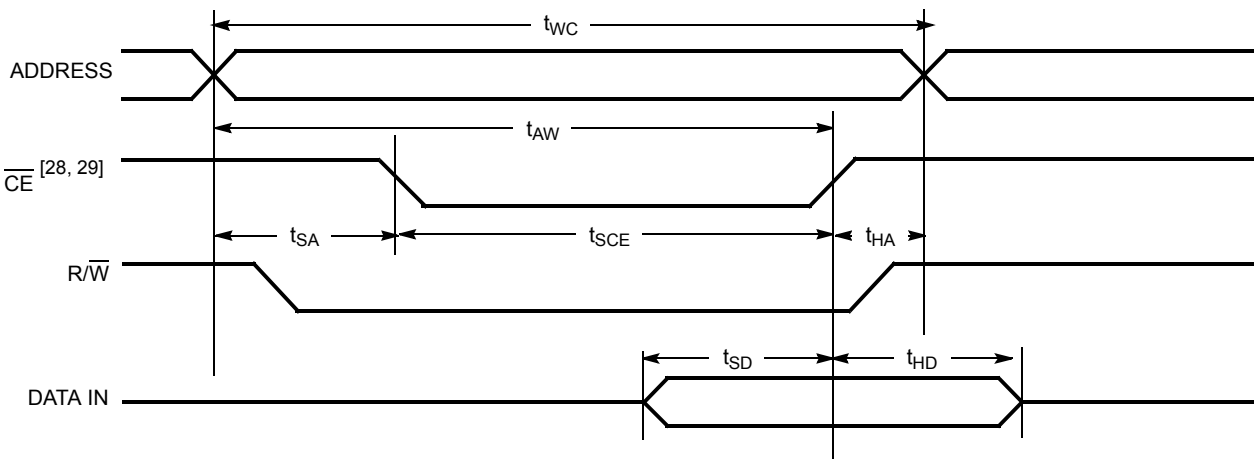 tWC
ADDRESS
tAW
CE [28, 29]
tSA tSCE tHA
R/W
tSD tHD
DATA IN